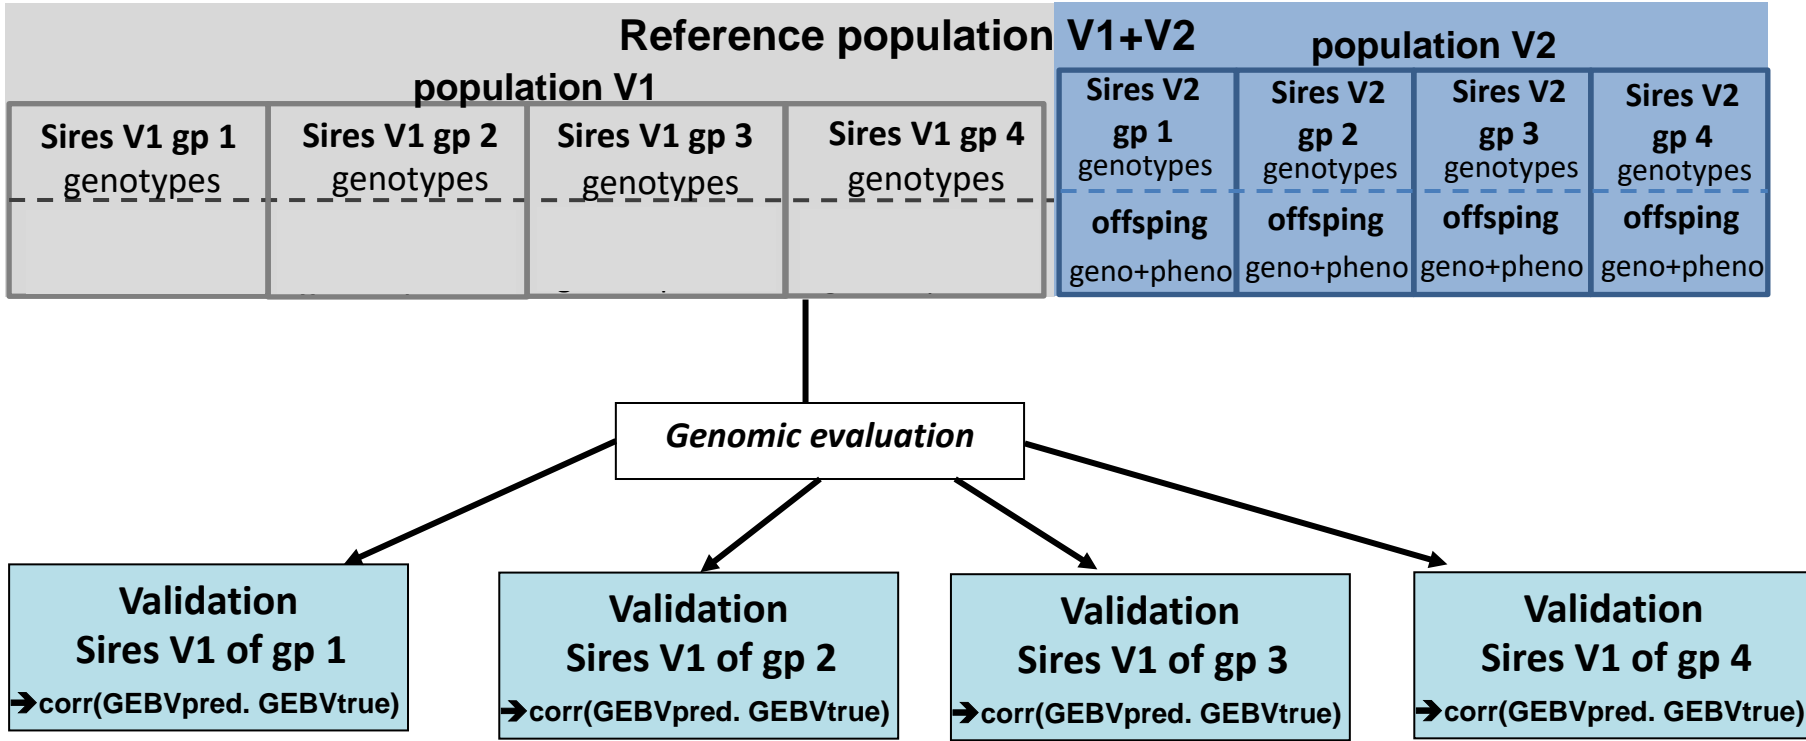 Reference population V1+V2
population V1
population V2
Sires V1 gp 1
genotypes
Sires V1 gp 2
genotypes
Sires V1 gp 3
genotypes
Sires V1 gp 4
genotypes
Sires V2
gp 1
genotypes
offsping
geno+pheno
Sires V2
gp 2
genotypes
offsping
geno+pheno
Sires V2
gp 3
genotypes
offsping
geno+pheno
Sires V2
gp 4
genotypes
offsping
geno+pheno
Genomic evaluation
Validation
Sires V1 of gp 1
➔corr(GEBVpred. GEBVtrue)
Validation
Sires V1 of gp 2
➔corr(GEBVpred. GEBVtrue)
Validation
Sires V1 of gp 3
➔corr(GEBVpred. GEBVtrue)
Validation
Sires V1 of gp 4
➔corr(GEBVpred. GEBVtrue)